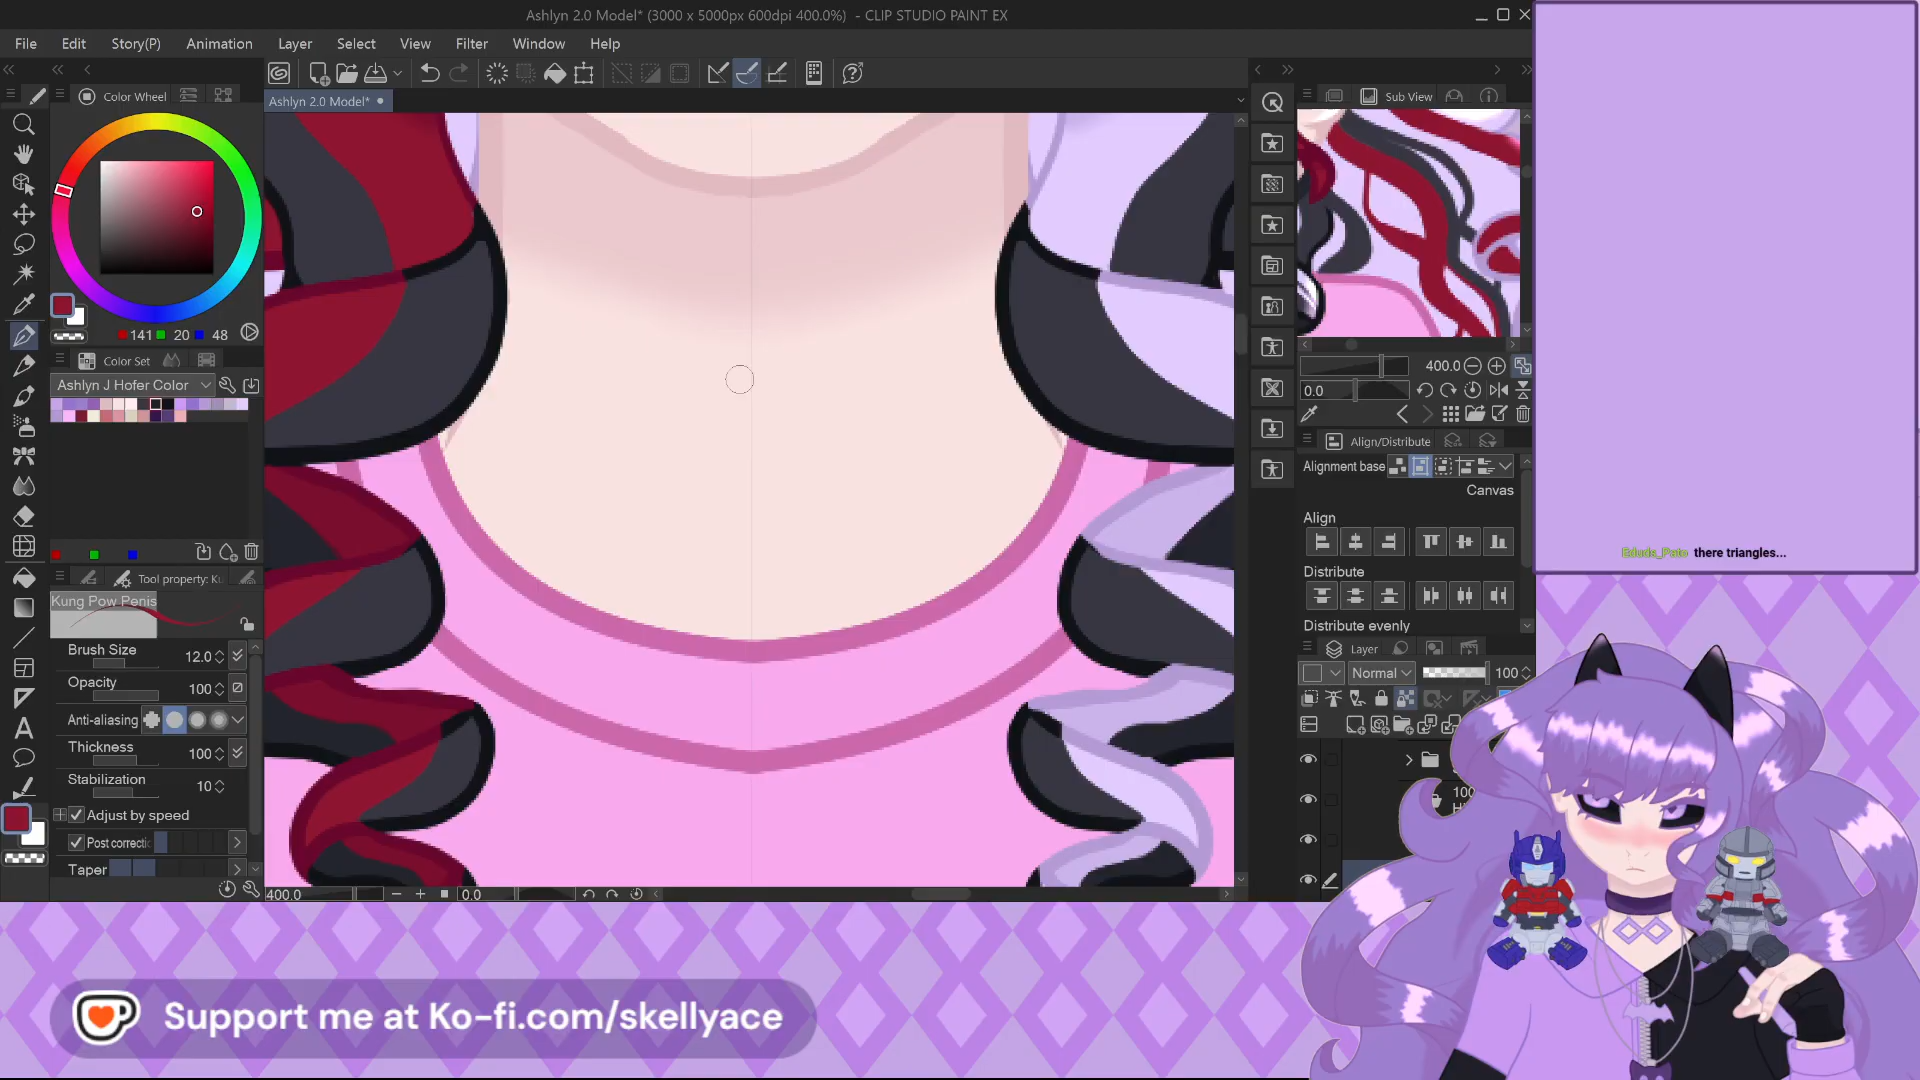 Ashlyn 2.0 Model* (3000 x 5000px 600dpi 400.0%) - CLIP STUDIO PAINT EX
File Edit Story(P) Animation Layer Select View Filter Window Help
Color Wheel
Ashlyn 2.0 Model*
Sub View
141 20 48
Color Set
Ashlyn J Hofer Color
400.0
0.0
Align/Distribute
Alignment base
Canvas
Align
Distribute
Distribute evenly
Tool property: Ku
Kung Pow Penis
Brush Size 12.0
Opacity 100
Anti-aliasing
Thickness 100
Stabilization 10
Adjust by speed
Post correctic
Taper
Layer
Normal 100
100
400.0 0.0
Eduds_Pato there triangles...
Support me at Ko-fi.com/skellyace